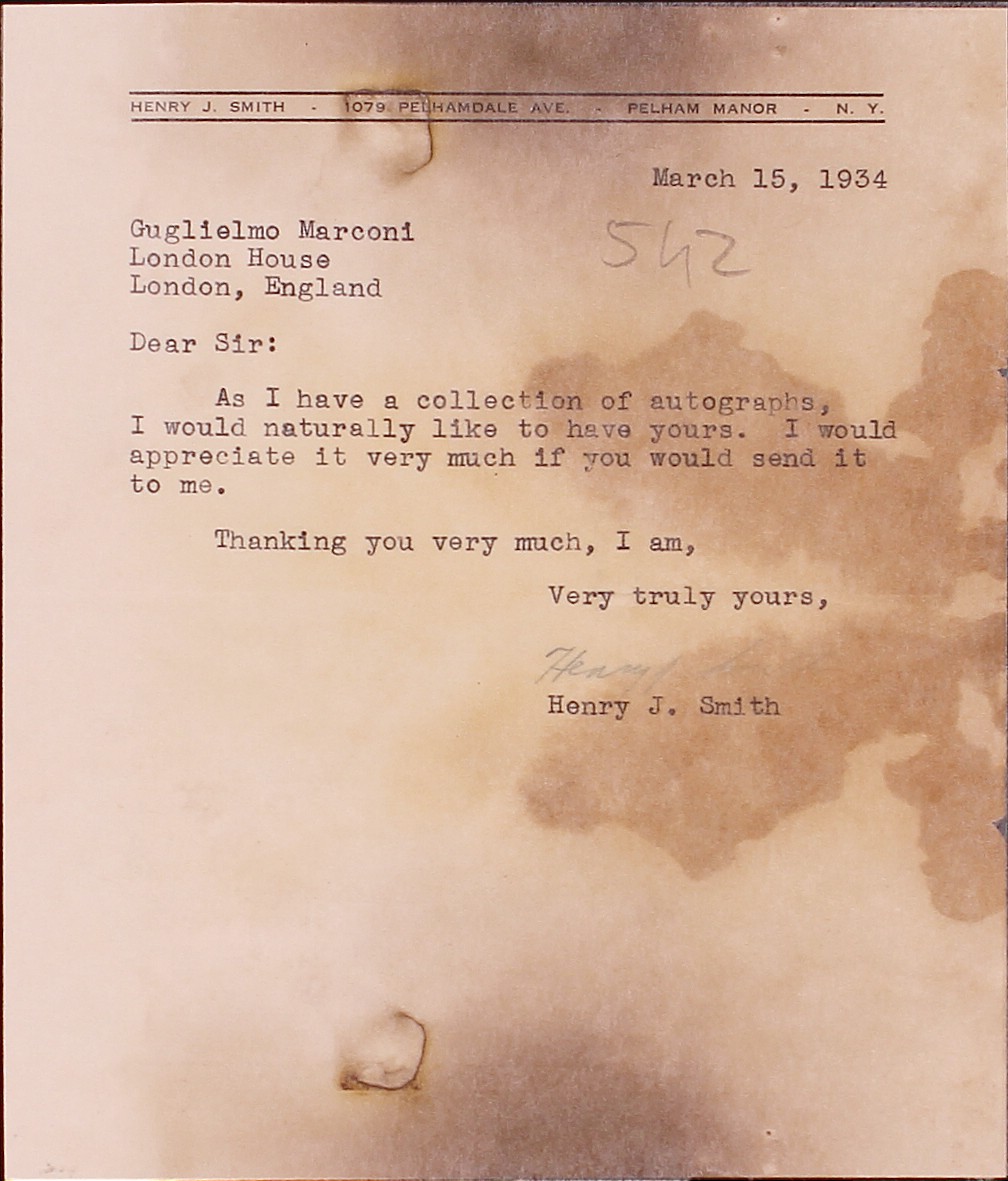 HENRY J. SMITH - 1079 PELHAMDALE AVE. - PELHAM MANOR - N. Y.
March 15, 1934
542
Guglielmo Marconi
London House
London, England
Dear Sir:
As I have a collection of autographs,
I would naturally like to have yours. I would
appreciate it very much if you would send it
to me.
Thanking you very much, I am,
Very truly yours,
Henry J.
Henry J. Smith